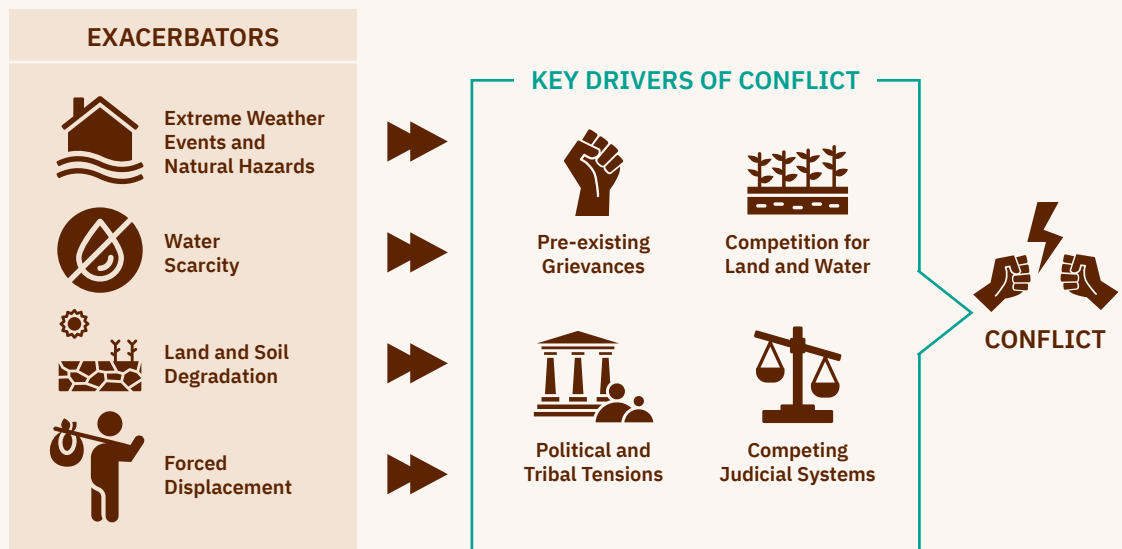 EXACERBATORS
Extreme Weather
Events and
Natural Hazards
Water
Scarcity
Land and Soil
Degradation
Forced
Displacement
KEY DRIVERS OF CONFLICT
Pre-existing
Grievances
Competition for
Land and Water
Political and
Tribal Tensions
Competing
Judicial Systems
CONFLICT